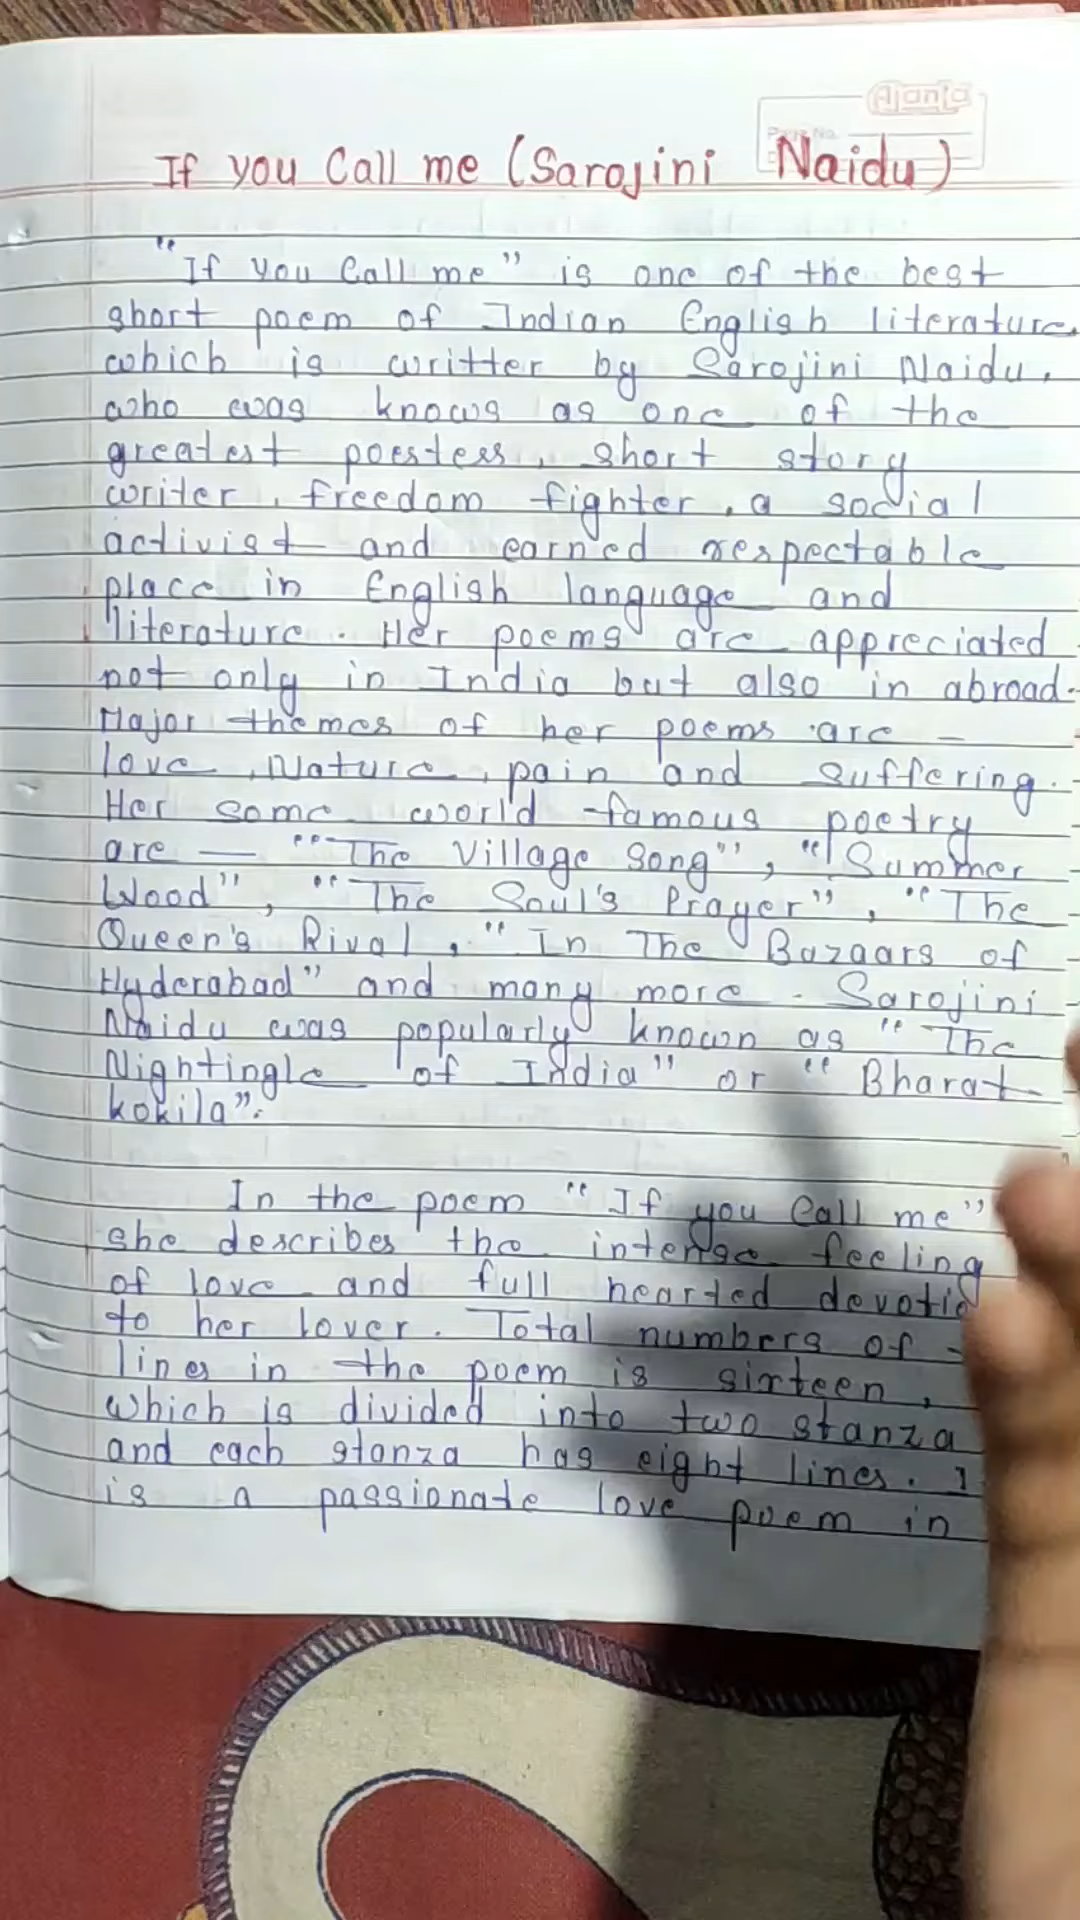 Ajanta
Page No.
If you Call me (Sarojini Naidu)
"If you Call me" is one of the best
short poem of Indian English literature,
which is writter by Sarojini Naidu,
who was knows as one of the
greatest poestess, short story
writer, freedom fighter, a social
activist and earned respectable
place in English language and
literature. Her poems are appreciated
not only in India but also in abroad.
Major themes of her poems are -
love, Nature, pain and suffering.
Her some world famous poetry
are — "The Village Song", "Summer
Wood", "The Soul's Prayer", "The
Queen's Rival, "In The Bazaars of
Hyderabad" and many more. Sarojini
Naidu was popularly known as "The
Nightingle of India" or "Bharat
kokila".
In the poem "If you Call me"
she describes the intense feeling
of love and full hearted devotio
to her lover. Total numbers of -
lines in the poem is sixteen,
which is divided into two stanza
and each stanza has eight lines. I
is a passionate love poem in